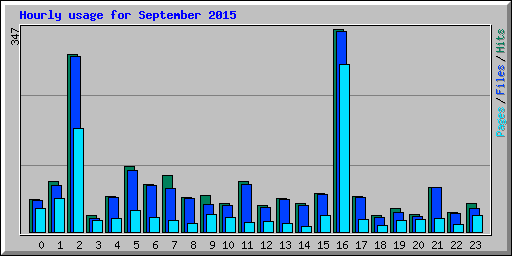 Hourly usage for September 2015
347
Pages / Files / Hits
0 1 2 3 4 5 6 7 8 9 10 11 12 13 14 15 16 17 18 19 20 21 22 23